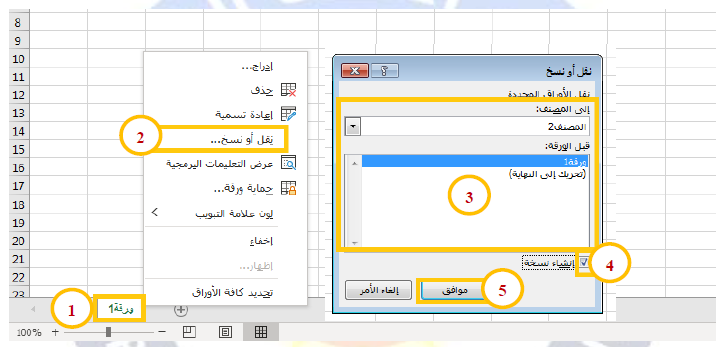 8
9
10
11
12
13
14
15
16
17
18
19
20
21
22
23
إدراج...
حذف
إعادة تسمية
نقل أو نسخ...
2
عرض التعليمات البرمجية
حماية ورقة...
لون علامة التبويب
إخفاء
إظهار...
تحديد كافة الأوراق
نقل أو نسخ
نقل الأوراق المحددة
إلى المصنف:
المصنف2
قبل الورقة:
ورقة1
(تحريك إلى النهاية)
3
إنشاء نسخة
4
موافق
5
إلغاء الأمر
1
ورقة1
100%